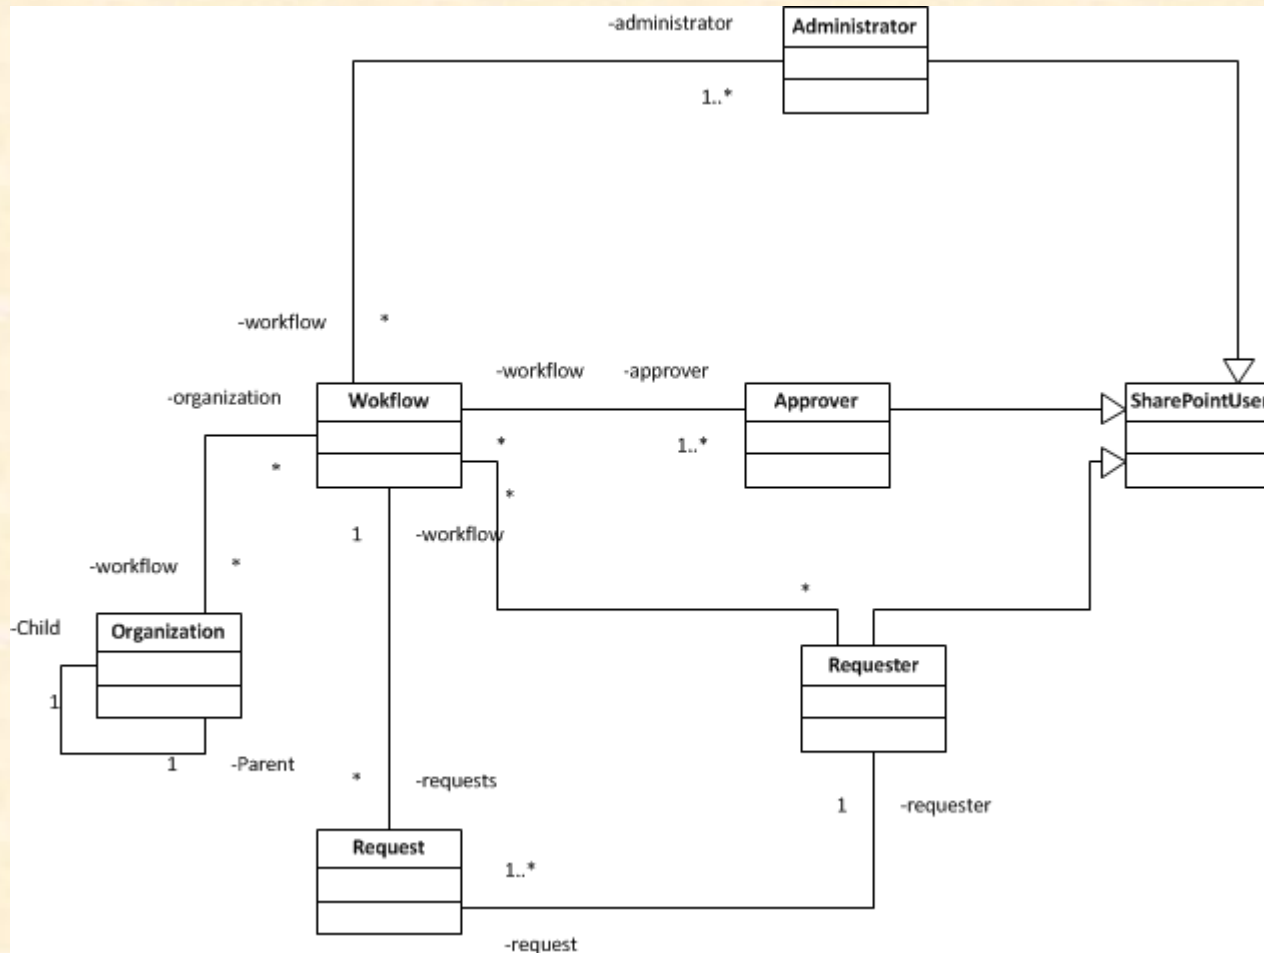 -administrator
Administrator
1..*
-workflow
*
-organization
Wokflow
-workflow
-approver
Approver
SharePointUser
*
*
1..*
*
1
-workflow
-workflow
*
*
-Child
Organization
Requester
1
1
-Parent
*
-requests
1
-requester
Request
1..*
-request